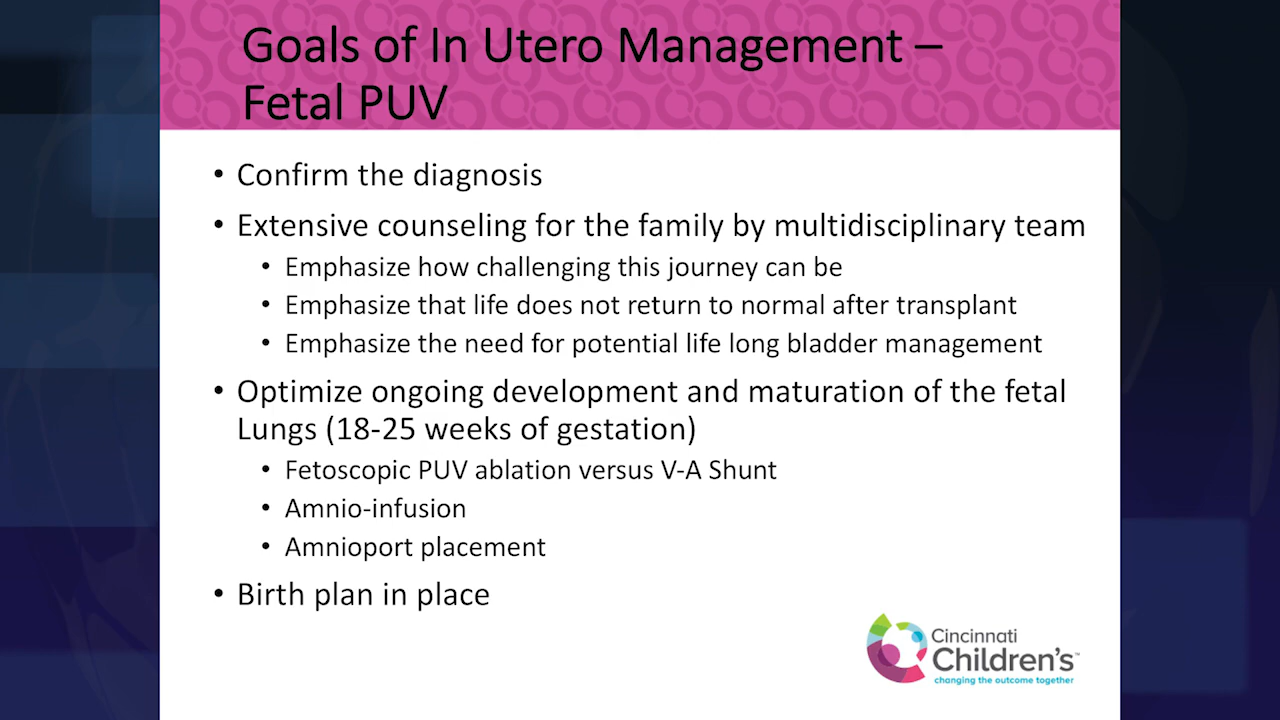 Goals of In Utero Management –
Fetal PUV
• Confirm the diagnosis
• Extensive counseling for the family by multidisciplinary team
• Emphasize how challenging this journey can be
• Emphasize that life does not return to normal after transplant
• Emphasize the need for potential life long bladder management
• Optimize ongoing development and maturation of the fetal
Lungs (18-25 weeks of gestation)
• Fetoscopic PUV ablation versus V-A Shunt
• Amnio-infusion
• Amnioport placement
• Birth plan in place
Cincinnati
Children's™
changing the outcome together